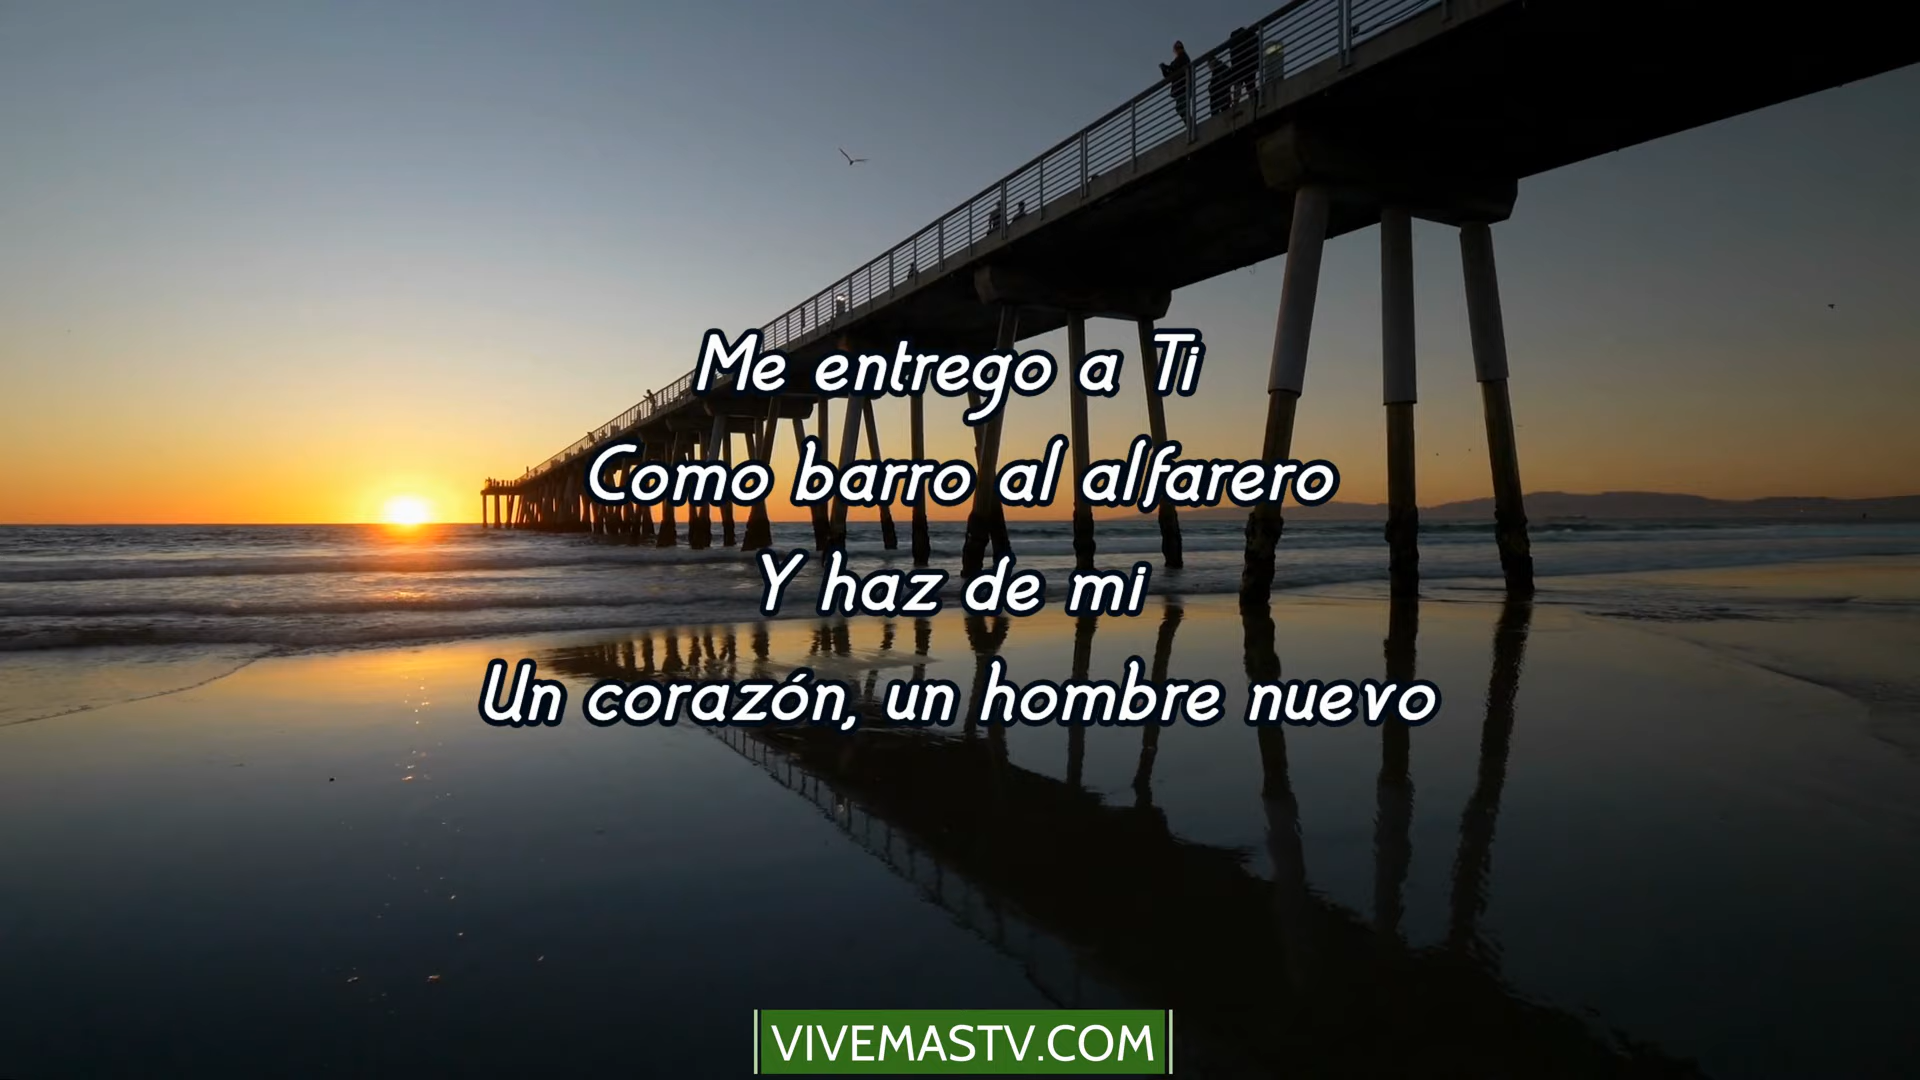 Me entrego a Ti
Como barro al alfarero
Y haz de mi
Un corazón, un hombre nuevo
VIVEMASTV.COM